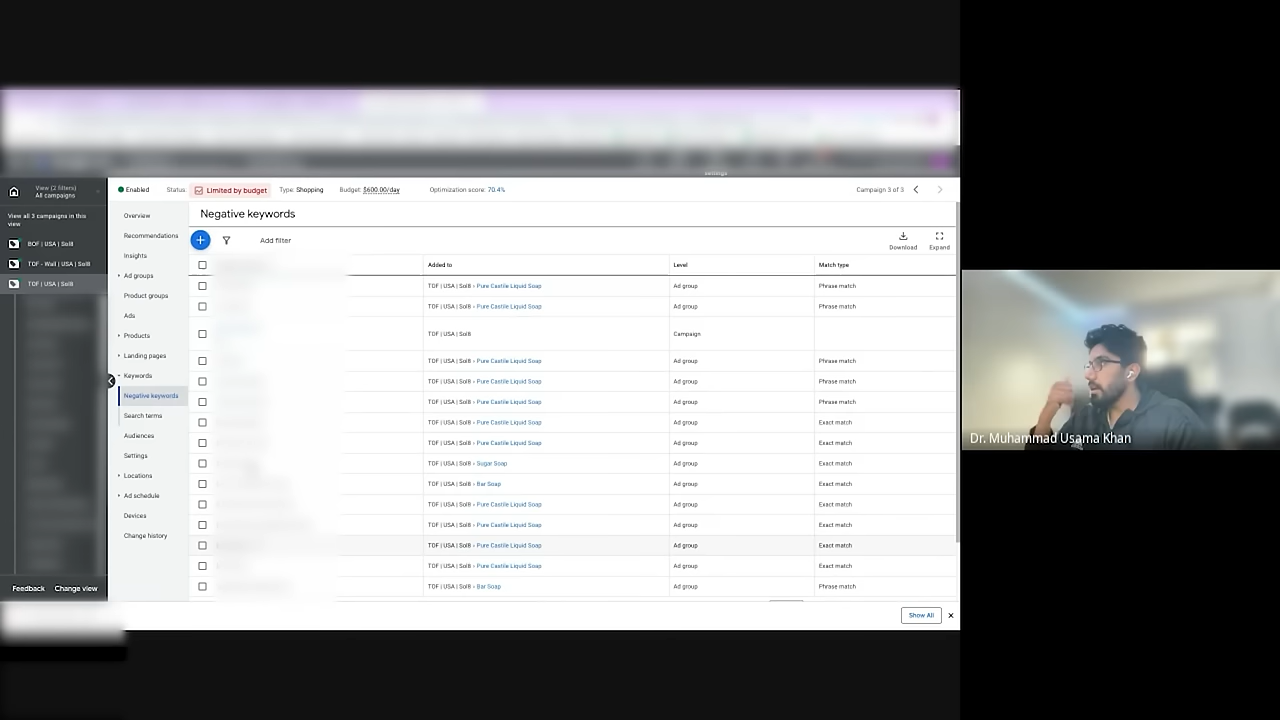 settings
View (2 filters)
All campaigns
Enabled
Status: Limited by budget
Type: Shopping
Budget: $600.00/day
Optimization score: 70.4%
Campaign 3 of 3
View all 3 campaigns in this
view
BOF | USA | Sol8
TOF - Wall | USA | Sol8
TOF | USA | Sol8
Feedback
Change view
Overview
Recommendations
Insights
Ad groups
Product groups
Ads
Products
Landing pages
Keywords
Negative keywords
Search terms
Audiences
Settings
Locations
Ad schedule
Devices
Change history
Negative keywords
Add filter
Download
Expand
Added to Level Match type
TOF | USA | Sol8 › Pure Castile Liquid Soap Ad group Phrase match
TOF | USA | Sol8 › Pure Castile Liquid Soap Ad group Phrase match
TOF | USA | Sol8 Campaign
TOF | USA | Sol8 › Pure Castile Liquid Soap Ad group Phrase match
TOF | USA | Sol8 › Pure Castile Liquid Soap Ad group Phrase match
TOF | USA | Sol8 › Pure Castile Liquid Soap Ad group Phrase match
TOF | USA | Sol8 › Pure Castile Liquid Soap Ad group Exact match
TOF | USA | Sol8 › Pure Castile Liquid Soap Ad group Exact match
TOF | USA | Sol8 › Sugar Soap Ad group Exact match
TOF | USA | Sol8 › Bar Soap Ad group Exact match
TOF | USA | Sol8 › Pure Castile Liquid Soap Ad group Exact match
TOF | USA | Sol8 › Pure Castile Liquid Soap Ad group Exact match
TOF | USA | Sol8 › Pure Castile Liquid Soap Ad group Exact match
TOF | USA | Sol8 › Pure Castile Liquid Soap Ad group Exact match
TOF | USA | Sol8 › Bar Soap Ad group Phrase match
Show All
Dr. Muhammad Usama Khan